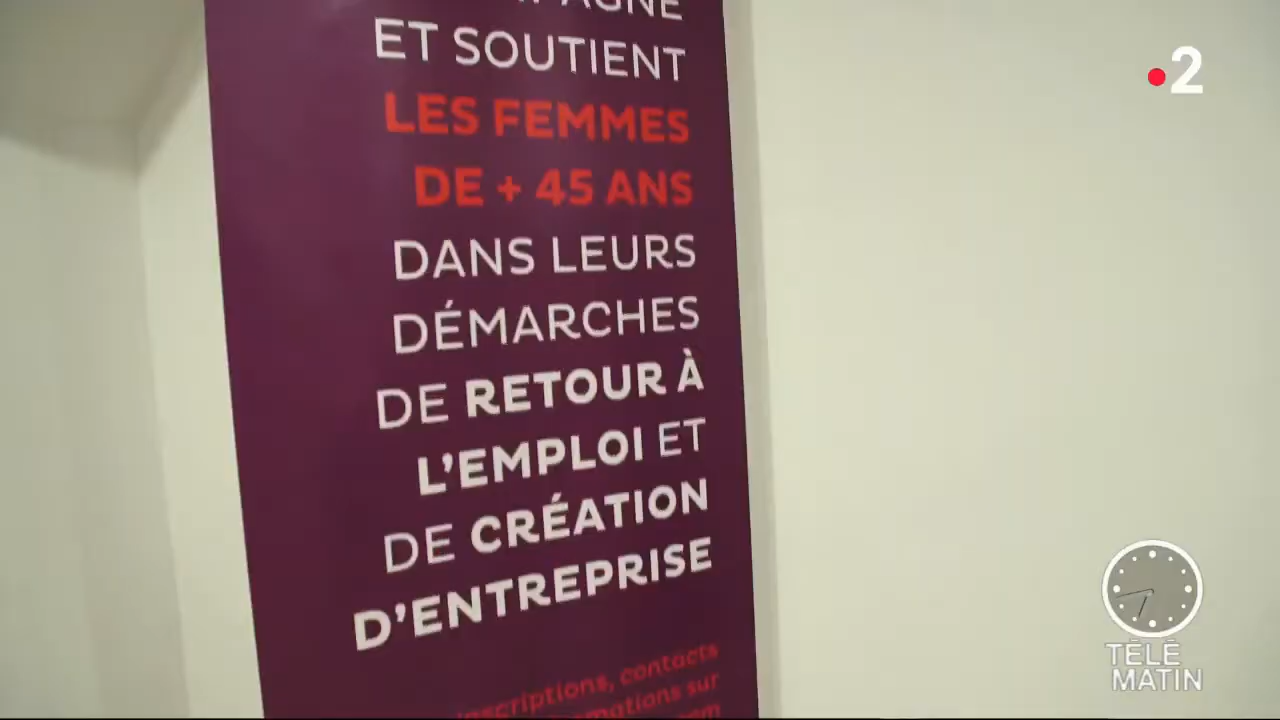 ET SOUTIENT
LES FEMMES
DE + 45 ANS
DANS LEURS
DÉMARCHES
DE RETOUR À
L'EMPLOI ET
DE CRÉATION
D'ENTREPRISE
contacts
sur
2
TÉLÉ
MATIN